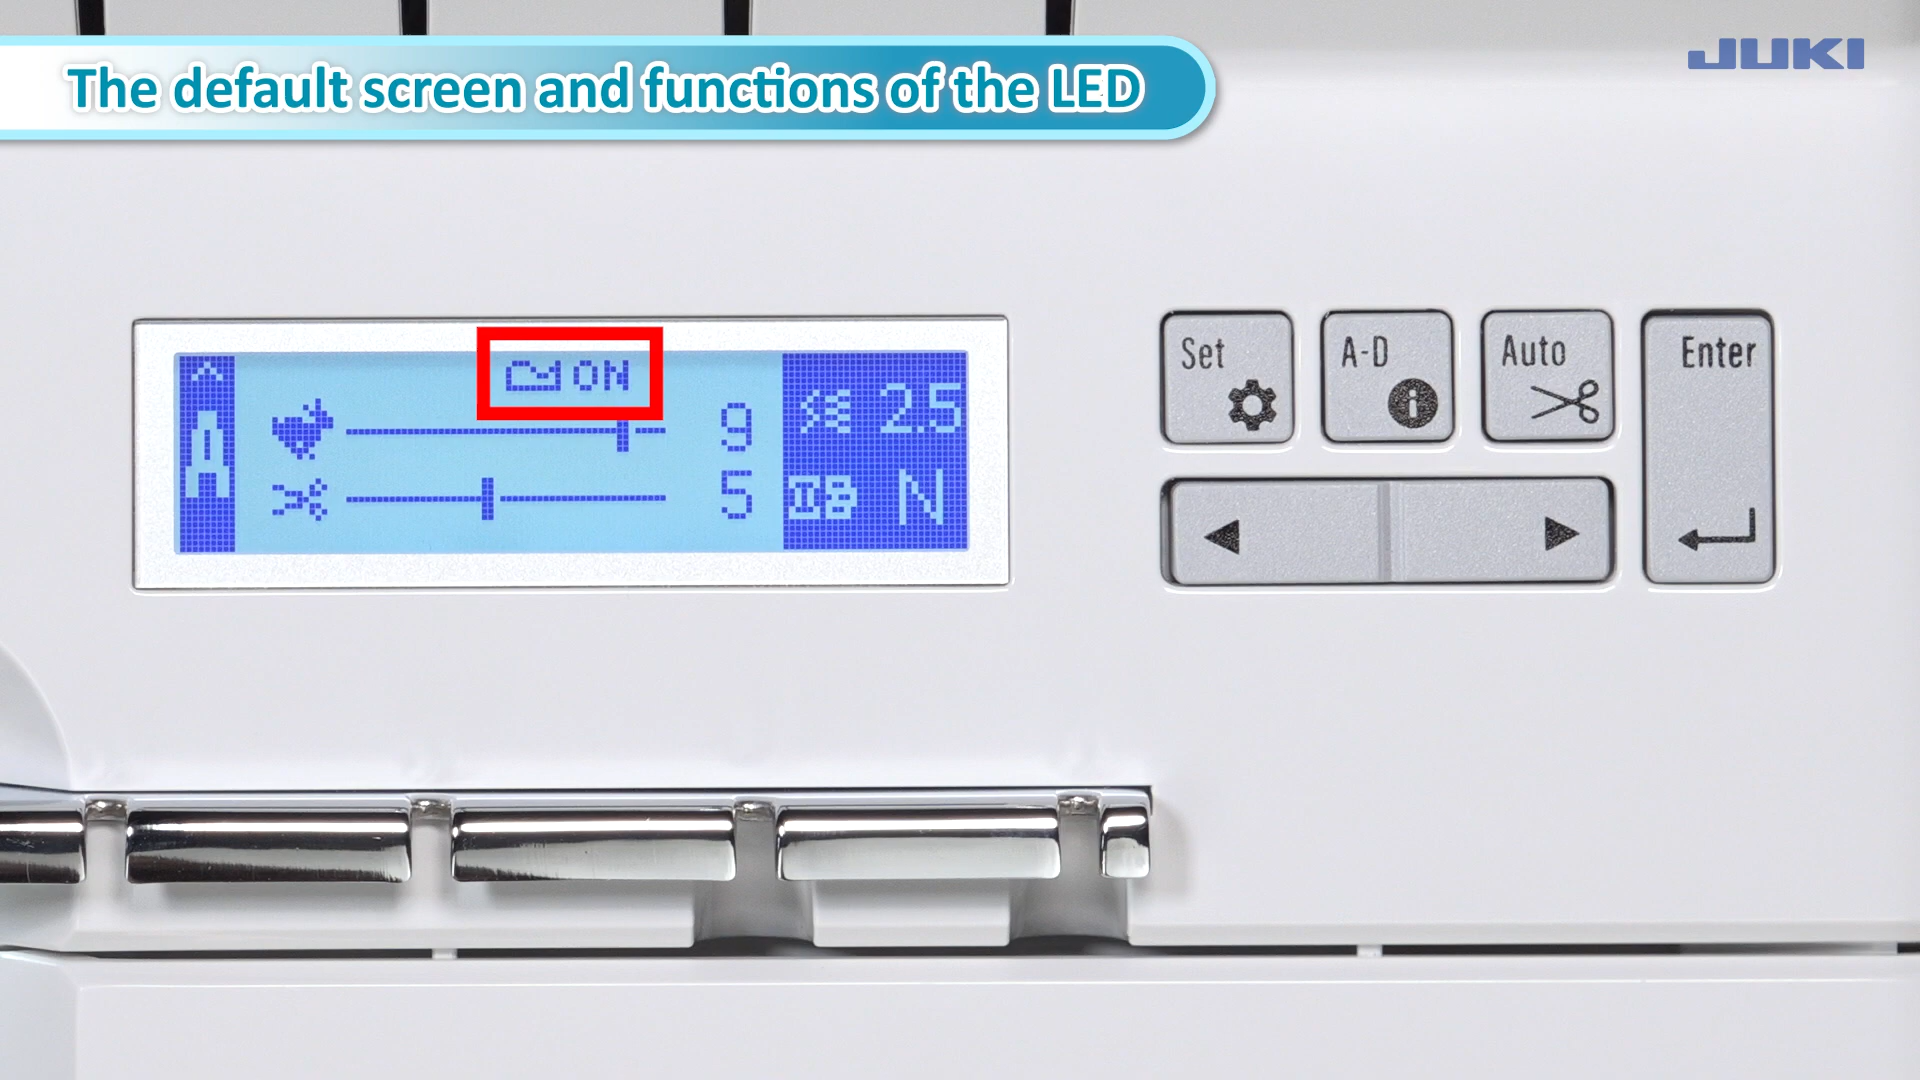 The default screen and functions of the LED
JUKI
ON
9
2.5
5
N
Set
A-D
i
Auto
Enter